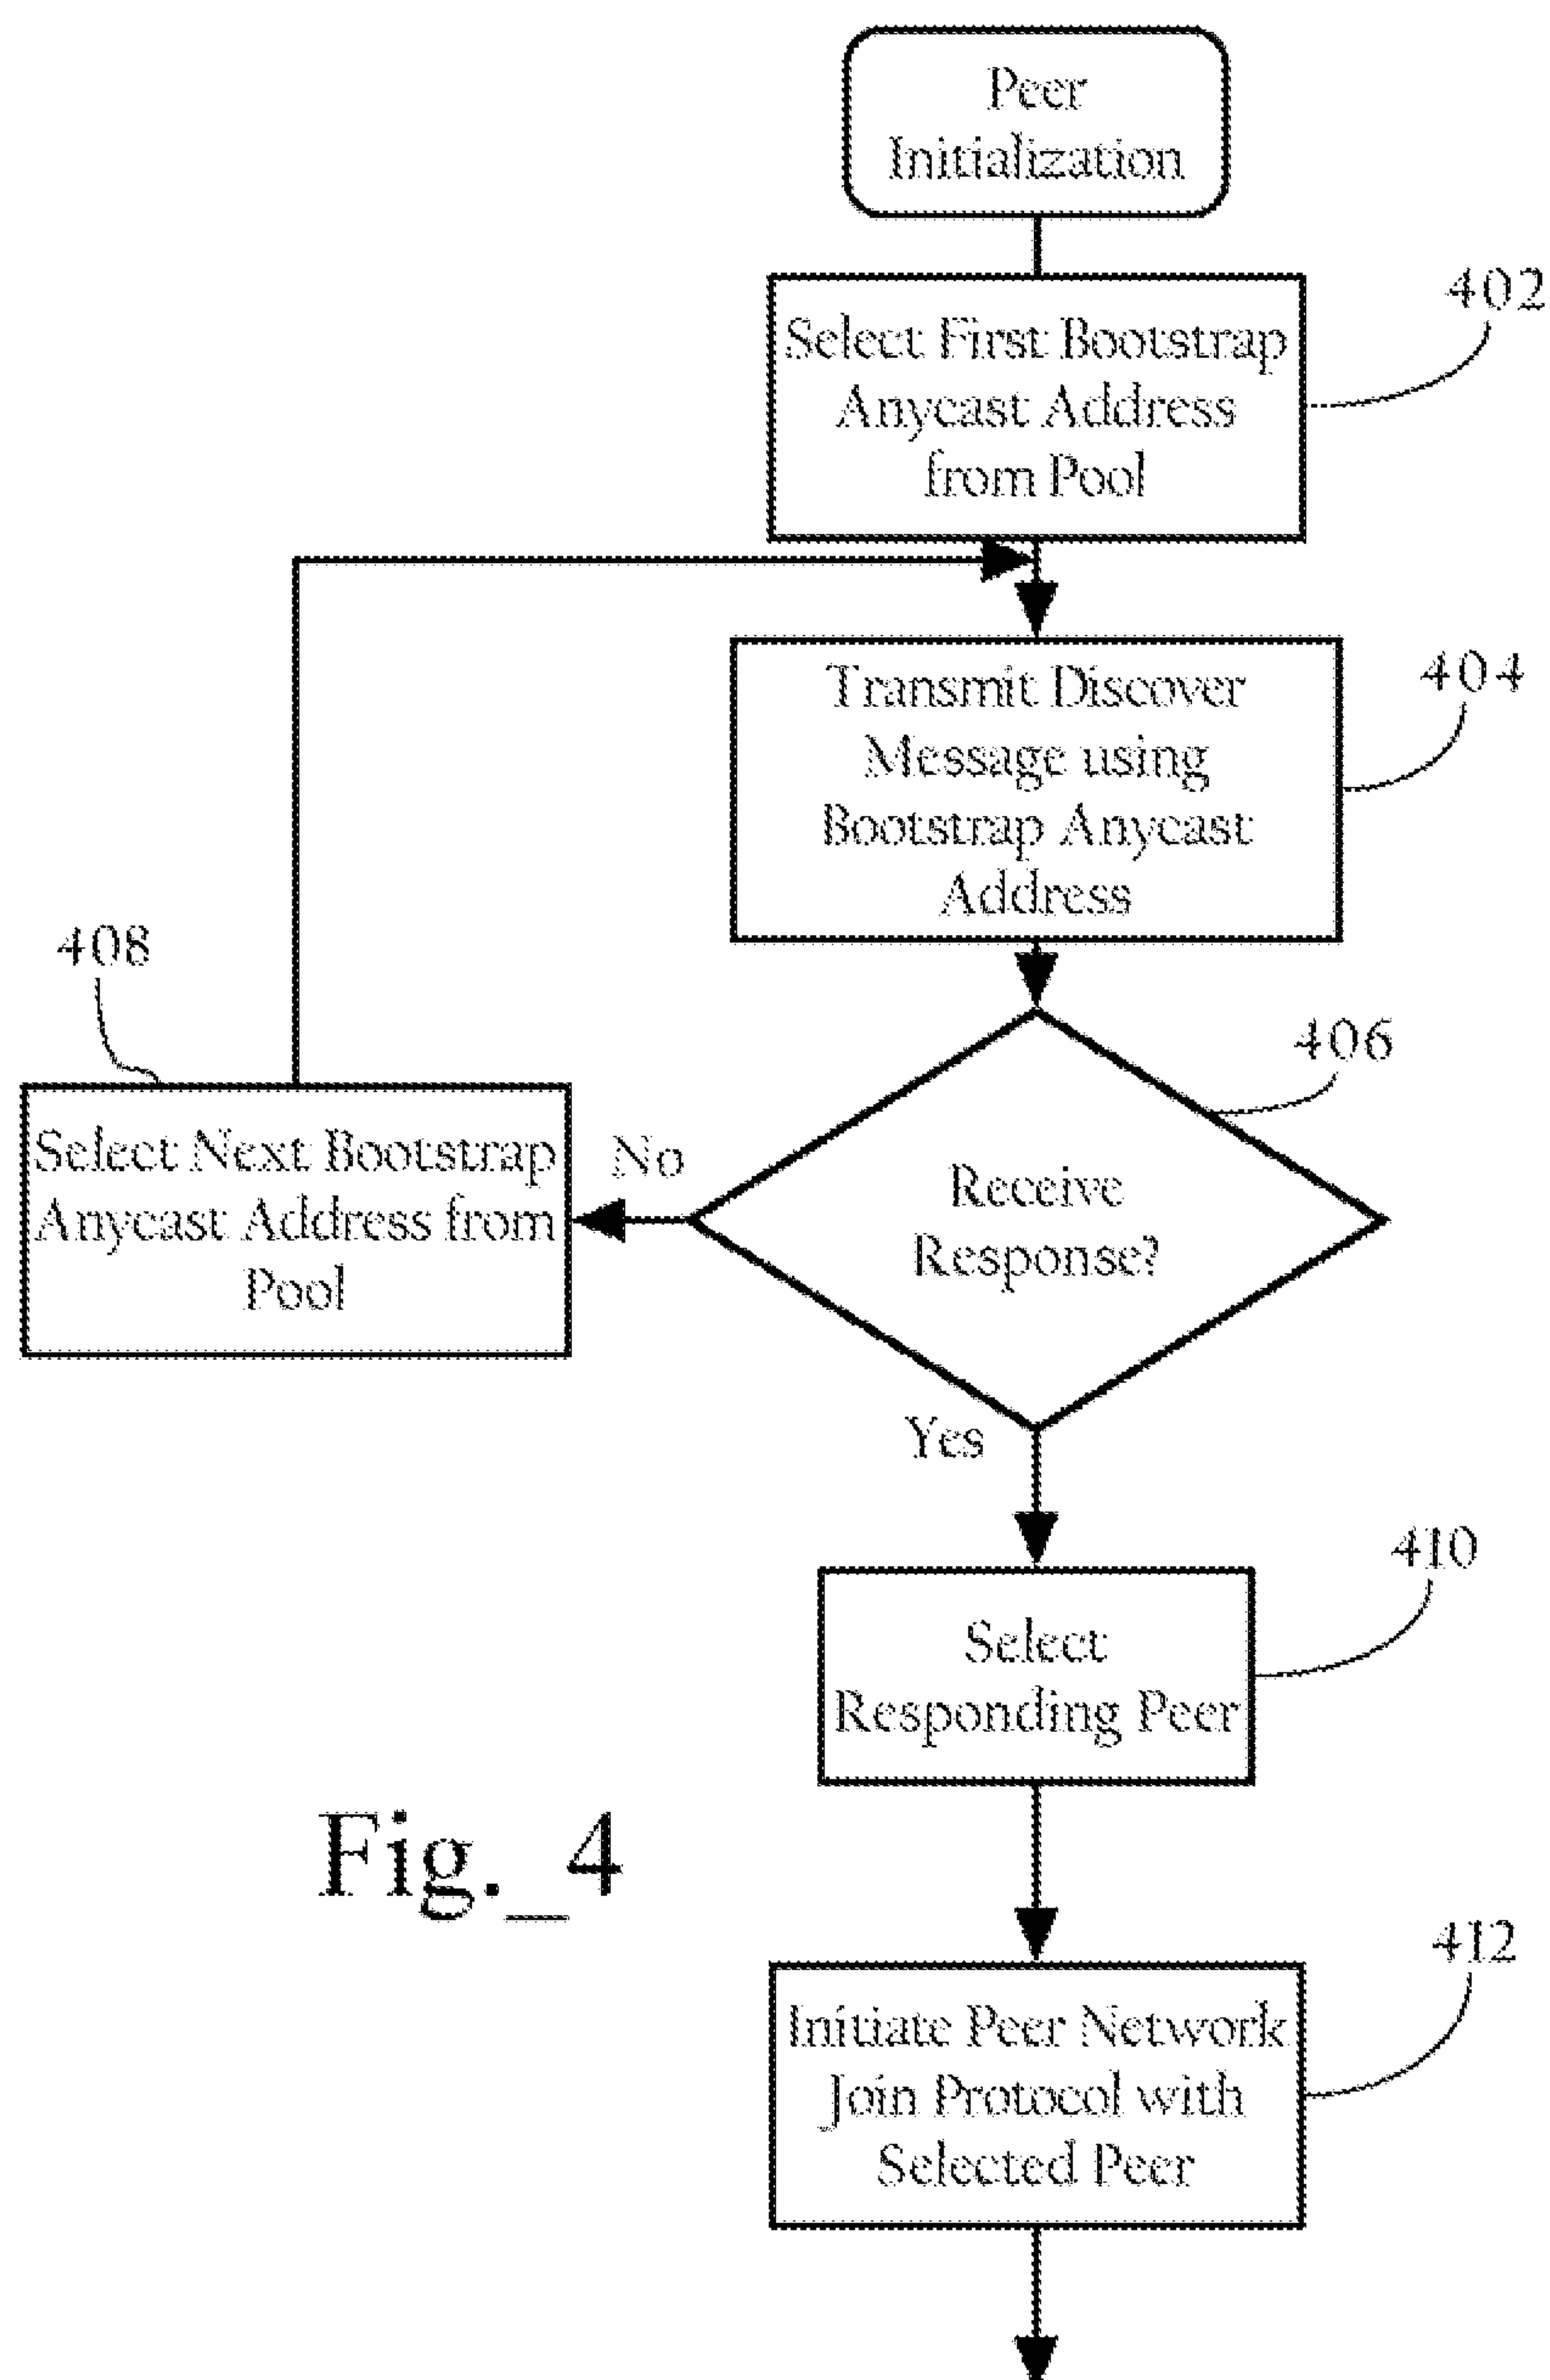 Peer
Initialization
402
Select First Bootstrap
Anycast Address
from Pool
404
Transmit Discover
Message using
Bootstrap Anycast
Address
408
406
Select Next Bootstrap
Anycast Address from
Pool
No
Receive
Response?
Yes
410
Select
Responding Peer
Fig._4
412
Initiate Peer Network
Join Protocol with
Selected Peer